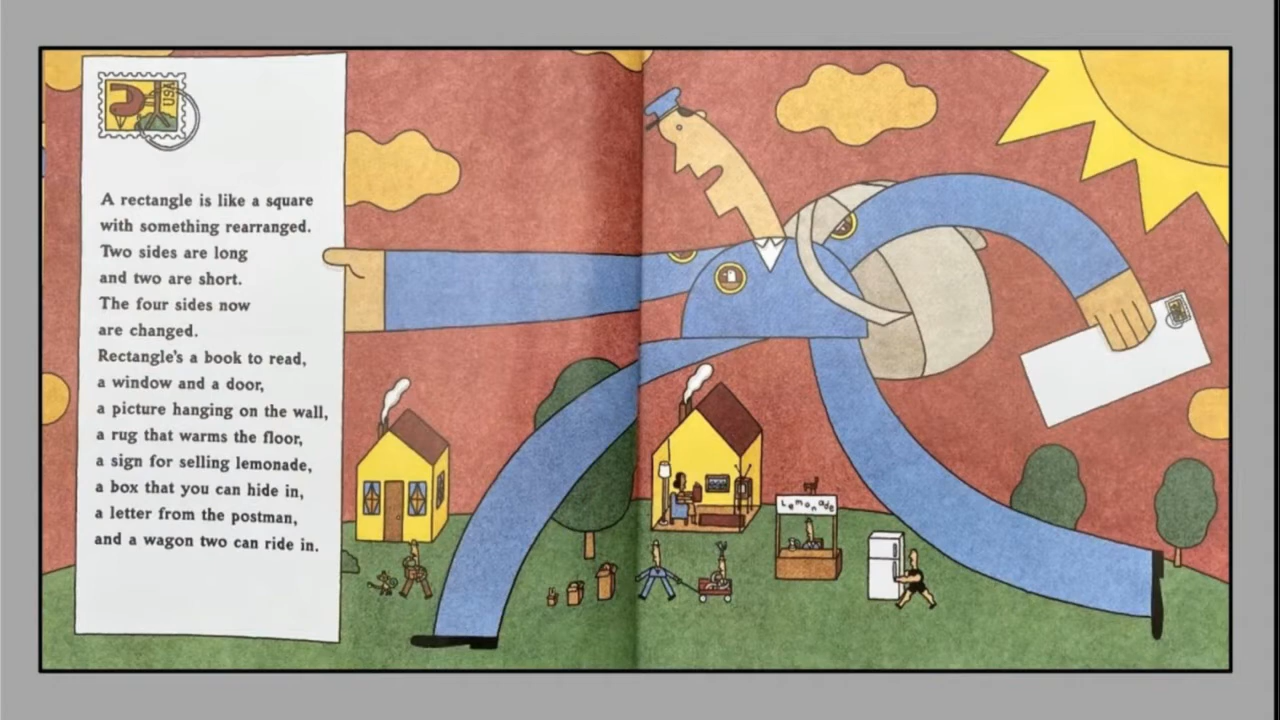 USA
A rectangle is like a square
with something rearranged.
Two sides are long
and two are short.
The four sides now
are changed.
Rectangle's a book to read,
a window and a door,
a picture hanging on the wall,
a rug that warms the floor,
a sign for selling lemonade,
a box that you can hide in,
a letter from the postman,
and a wagon two can ride in.
Lemonade